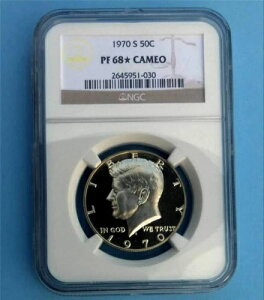 1970 S 50C
PF 68★ CAMEO
2645951-030
NGC
LIBERTY
IN GOD WE TRUST
1970